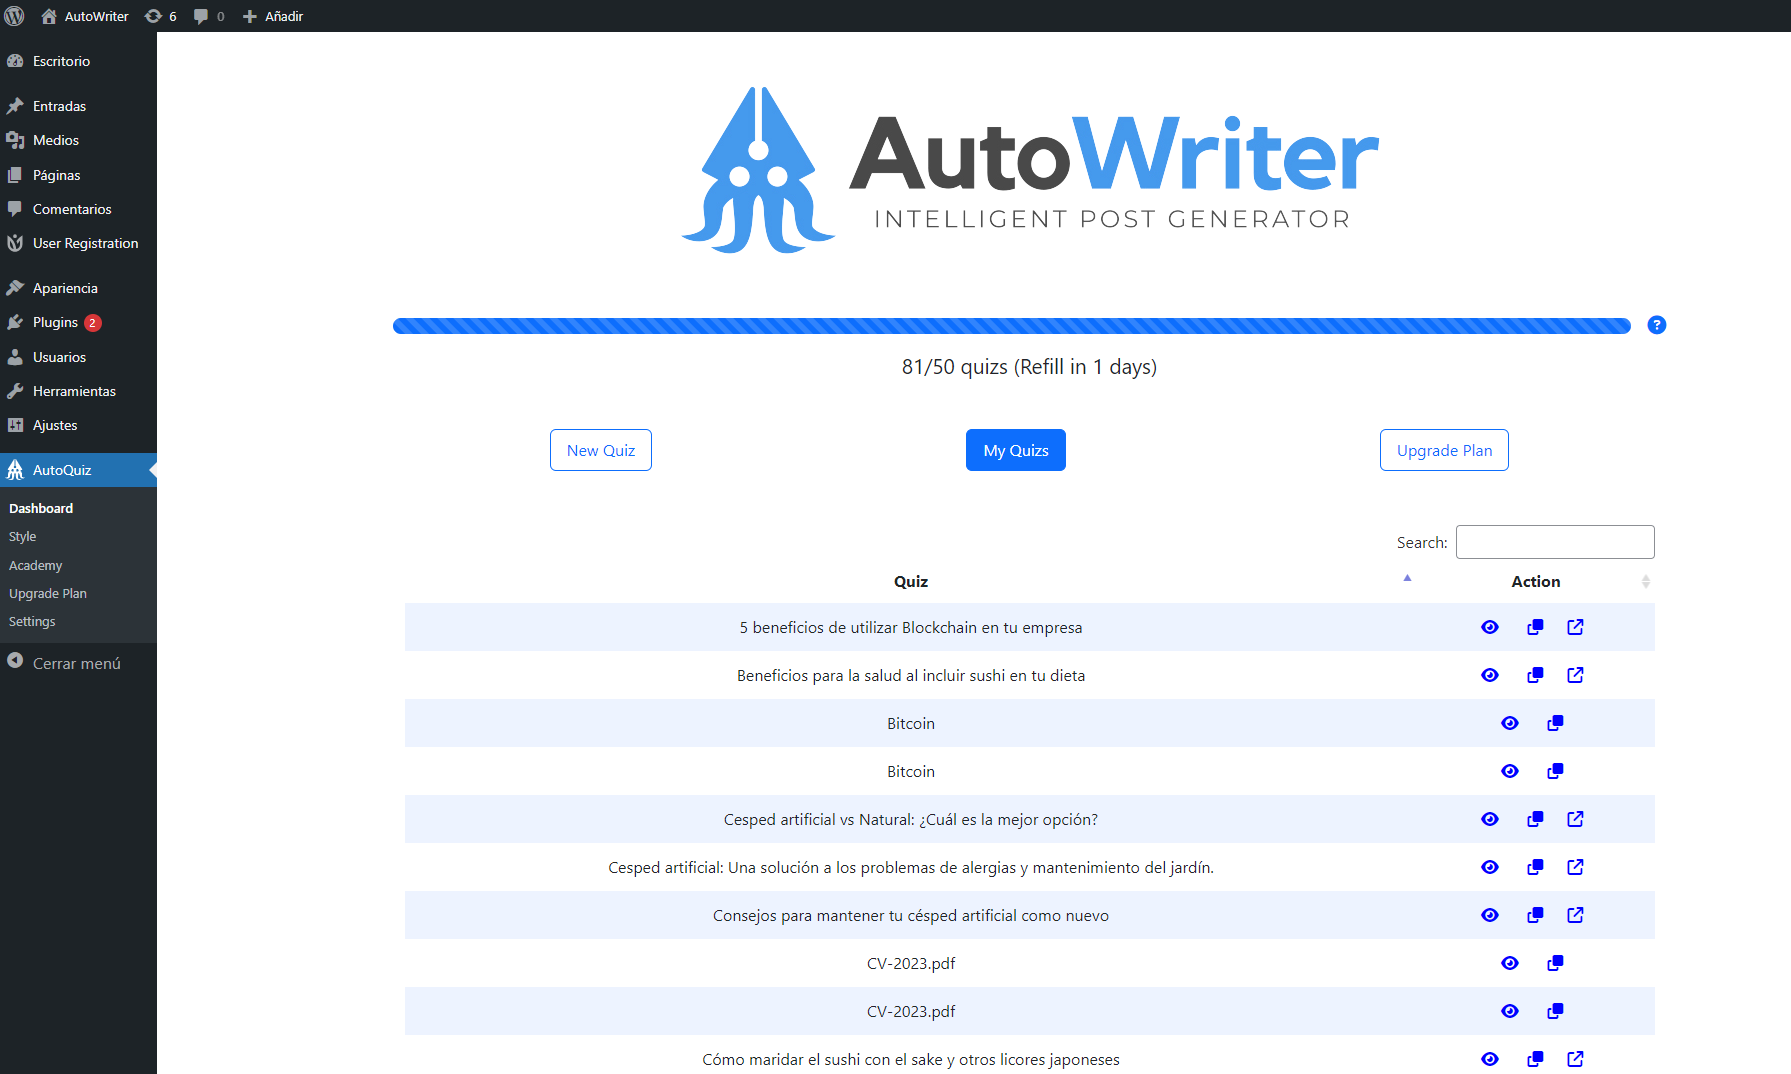 AutoWriter 6 0 Añadir
Escritorio
Entradas
Medios
Páginas
Comentarios
User Registration
Apariencia
Plugins 2
Usuarios
Herramientas
Ajustes
AutoQuiz
Dashboard
Style
Academy
Upgrade Plan
Settings
Cerrar menú
AutoWriter
INTELLIGENT POST GENERATOR
?
81/50 quizs (Refill in 1 days)
New Quiz My Quizs Upgrade Plan
Search:
Quiz Action
5 beneficios de utilizar Blockchain en tu empresa
Beneficios para la salud al incluir sushi en tu dieta
Bitcoin
Bitcoin
Cesped artificial vs Natural: ¿Cuál es la mejor opción?
Cesped artificial: Una solución a los problemas de alergias y mantenimiento del jardín.
Consejos para mantener tu césped artificial como nuevo
CV-2023.pdf
CV-2023.pdf
Cómo maridar el sushi con el sake y otros licores japoneses